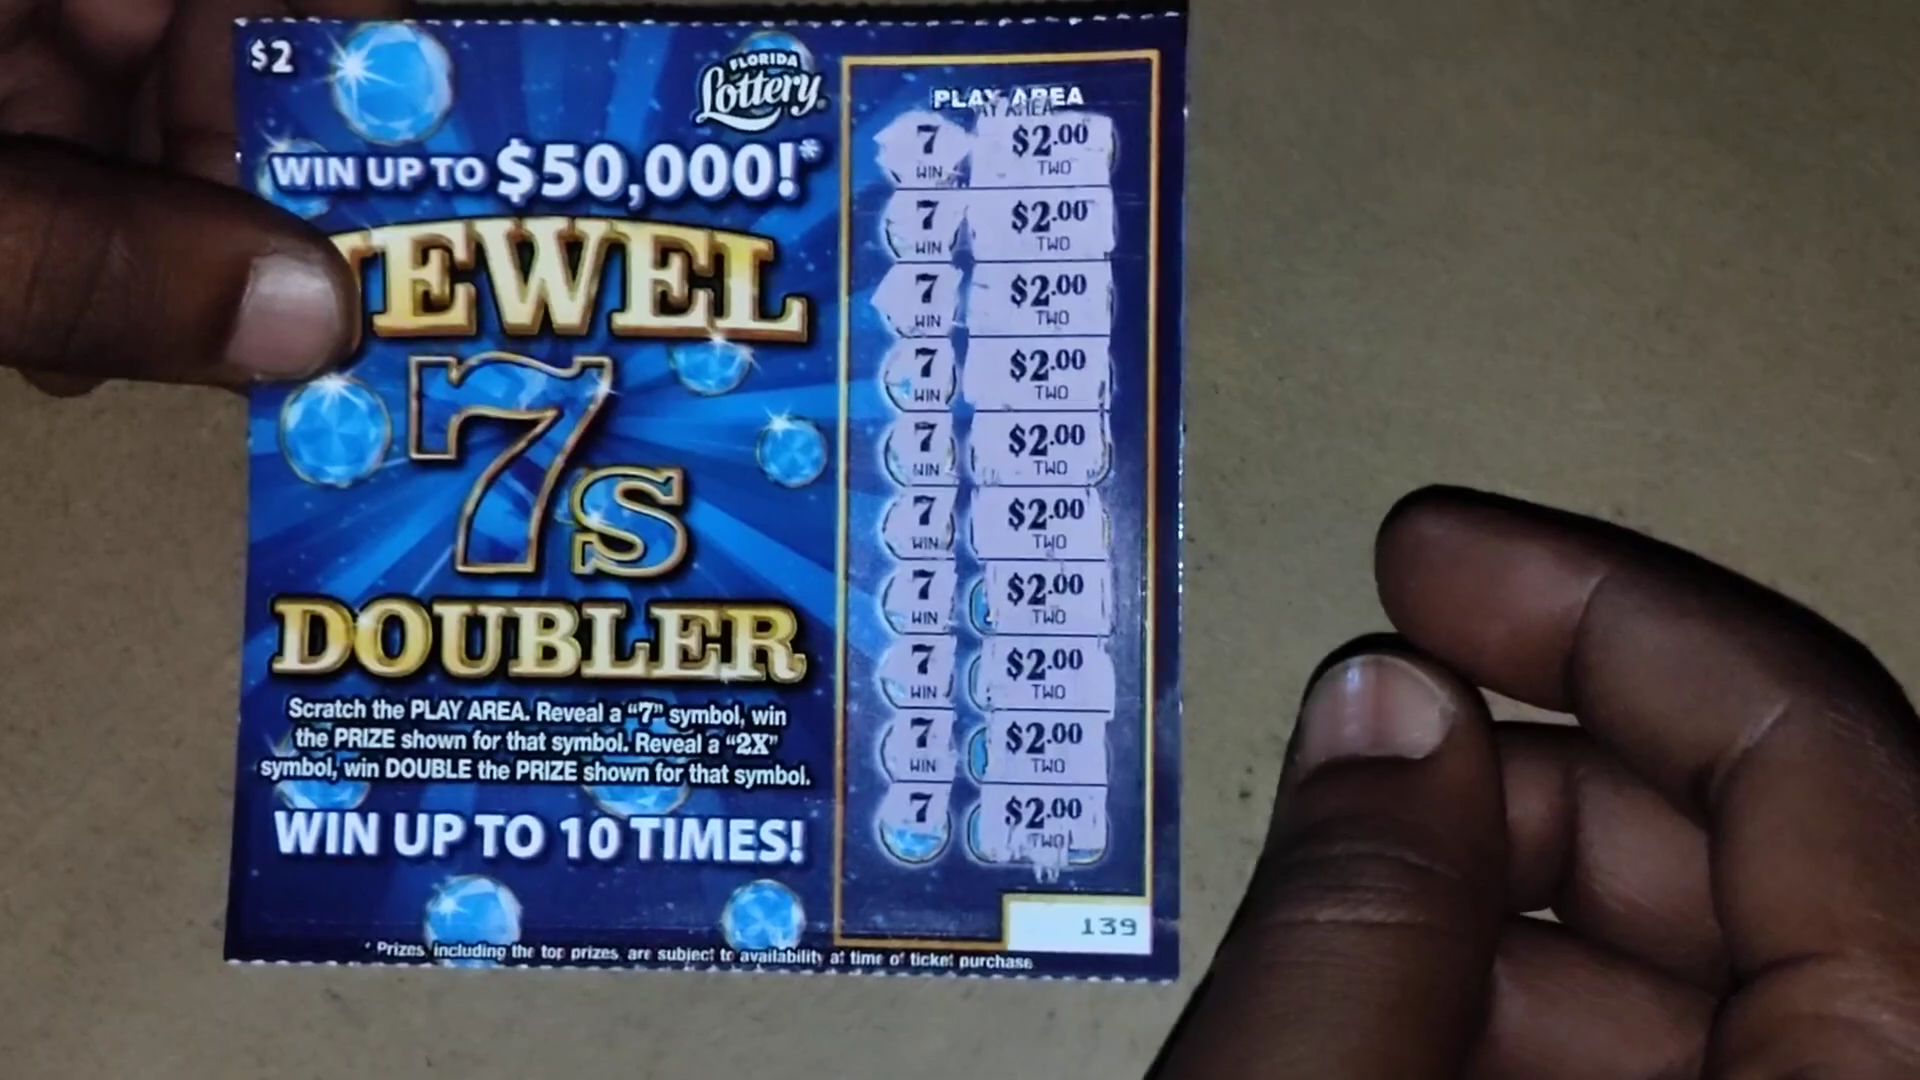 $2
FLORIDA
Lottery
WIN UP TO $50,000!*
JEWEL
7s
DOUBLER
Scratch the PLAY AREA. Reveal a “7” symbol, win
the PRIZE shown for that symbol. Reveal a “2X”
symbol, win DOUBLE the PRIZE shown for that symbol.
WIN UP TO 10 TIMES!
PLAY AREA
AY AREA
7 $2.00
WIN TWO
7 $2.00
WIN TWO
7 $2.00
WIN TWO
7 $2.00
WIN TWO
7 $2.00
WIN TWO
7 $2.00
WIN TWO
7 $2.00
WIN TWO
7 $2.00
WIN TWO
7 $2.00
WIN TWO
7 $2.00
TWO
139
* Prizes, including the top prizes, are subject to availability at time of ticket purchase